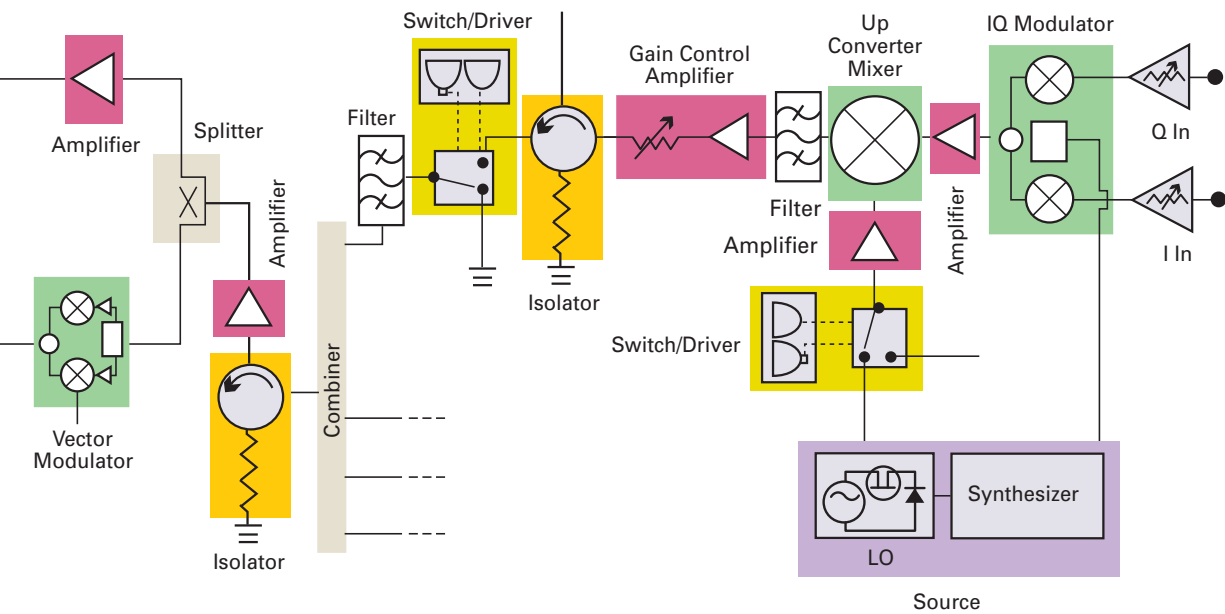 Switch/Driver
Up
Converter
Mixer
IQ Modulator
Gain Control
Amplifier
Filter
Splitter
Amplifier
Q In
Amplifier
Filter
Amplifier
Amplifier
I In
Isolator
Switch/Driver
Combiner
Vector
Modulator
Synthesizer
LO
Isolator
Source